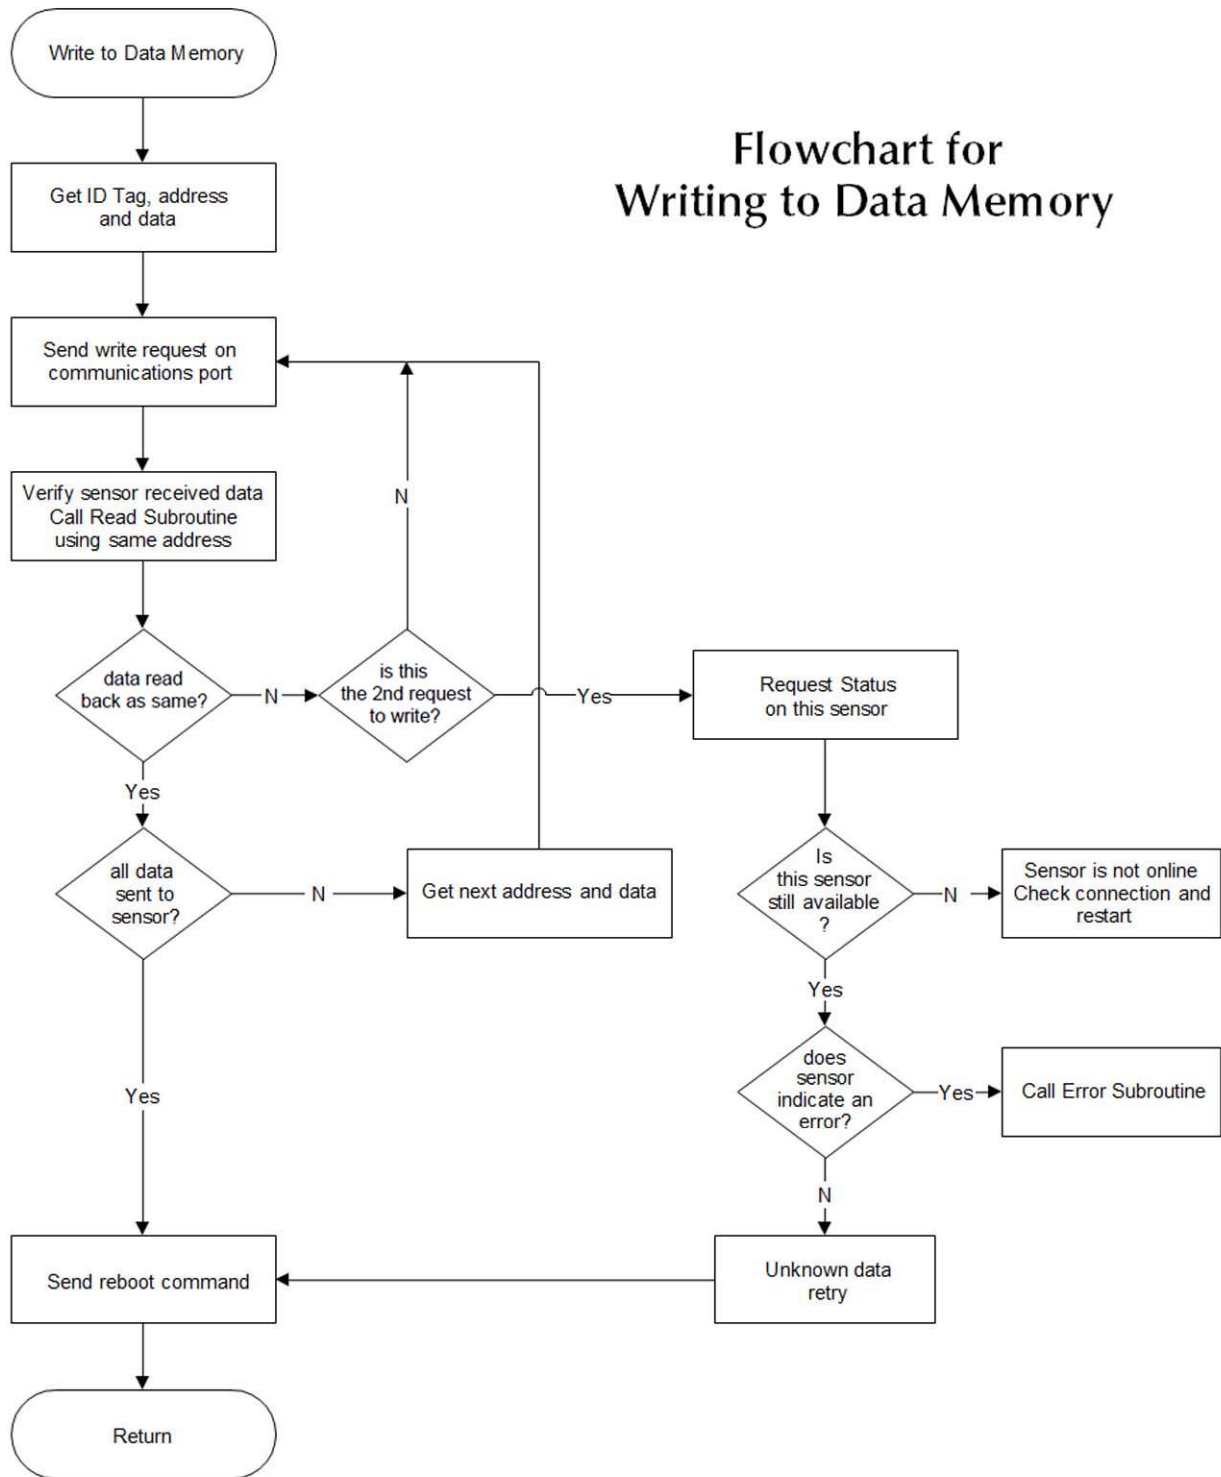 Write to Data Memory
Flowchart for
Writing to Data Memory
Get ID Tag, address
and data
Send write request on
communications port
Verify sensor received data
Call Read Subroutine
using same address
N
data read
back as same?
N
is this
the 2nd request
to write?
Yes
Request Status
on this sensor
Yes
all data
sent to
sensor?
N
Get next address and data
Is
this sensor
still available
?
N
Sensor is not online
Check connection and
restart
Yes
does
sensor
indicate an
error?
Yes
Call Error Subroutine
Yes
N
Send reboot command
Unknown data
retry
Return